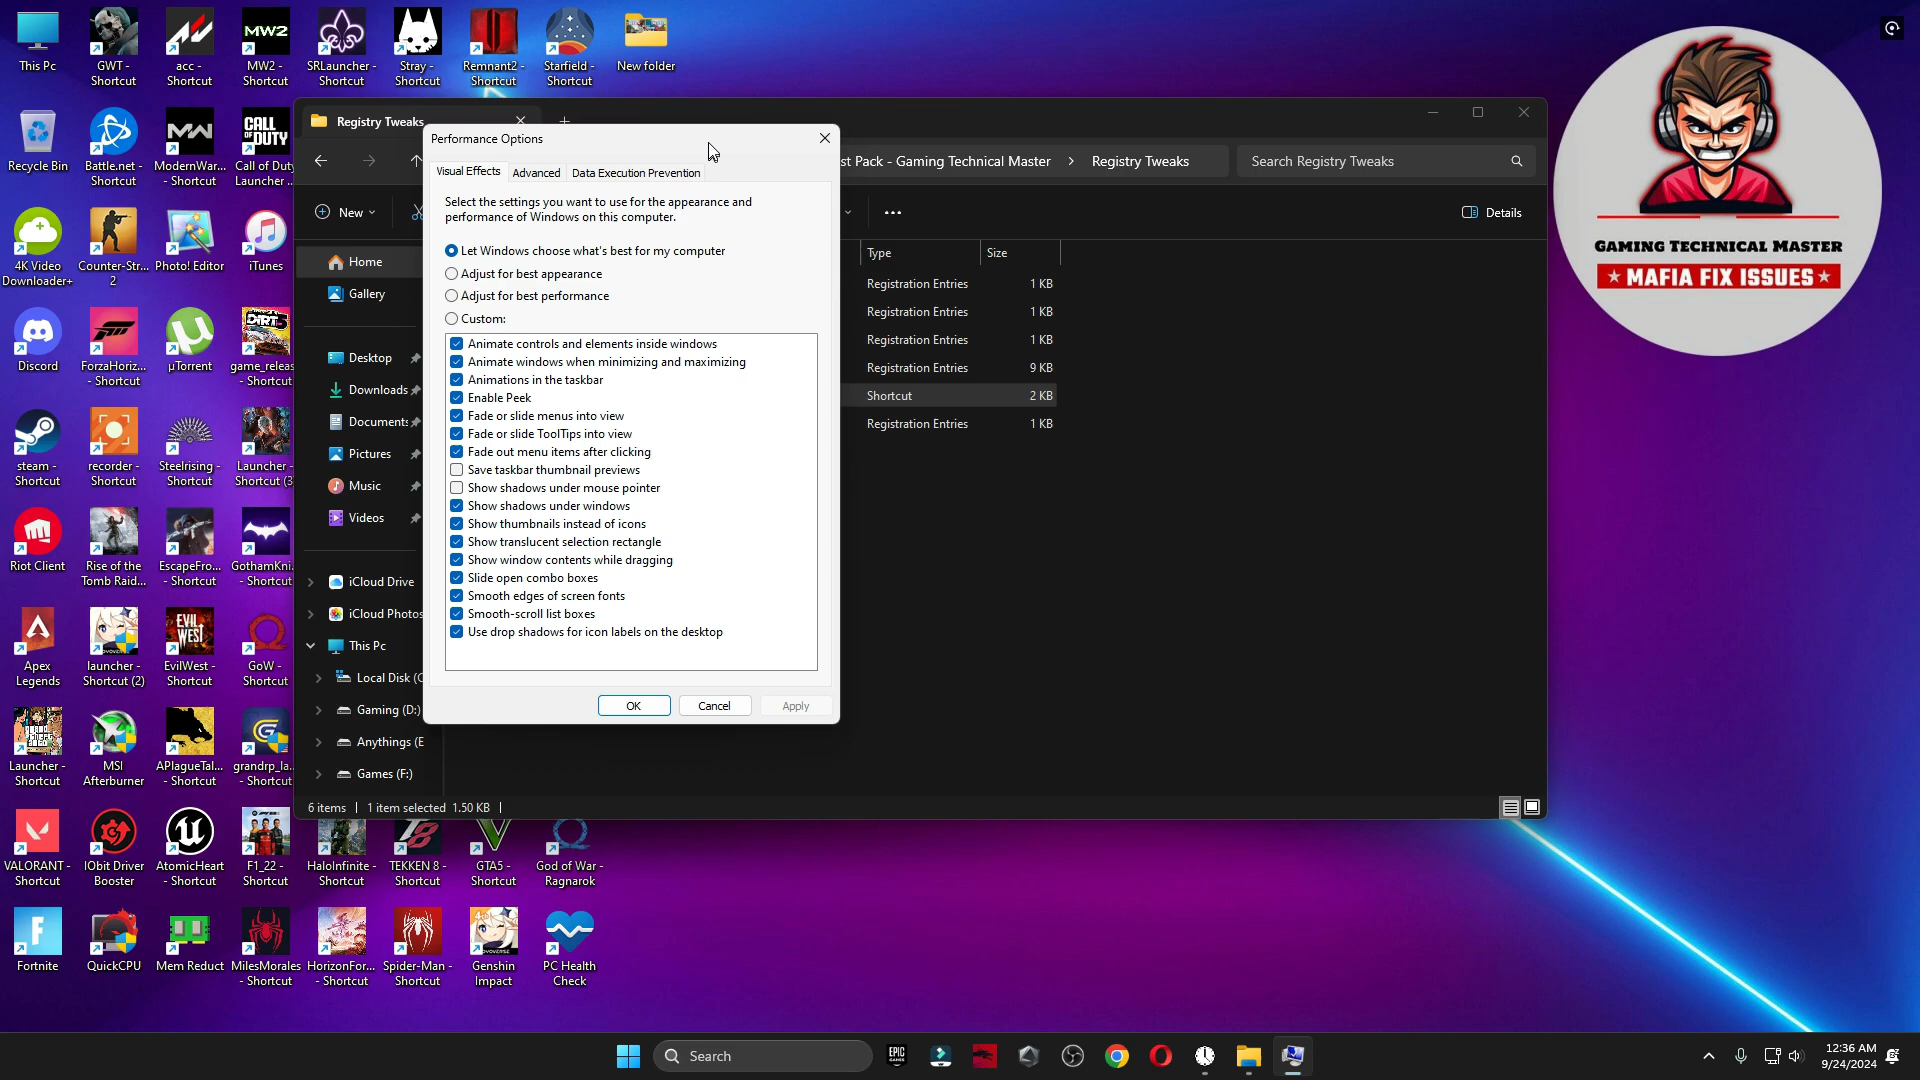 This Pc
GWT -
Shortcut
acc -
Shortcut
MW2
MW2 -
Shortcut
SRLauncher -
Shortcut
Stray -
Shortcut
Remnant2 -
Shortcut
Starfield -
Shortcut
New folder
Recycle Bin
Battle.net -
Shortcut
ModernWar...
- Shortcut
CALL OF DUTY
Call of Duty
Launcher ...
4K Video
Downloader+
Counter-Str...
2
Photo! Editor
iTunes
Discord
ForzaHoriz...
- Shortcut
µTorrent
DIRT5
game_releas
- Shortcut
steam -
Shortcut
recorder -
Shortcut
Steelrising -
Shortcut
Launcher -
Shortcut (3
Riot Client
Rise of the
Tomb Raid...
EscapeFro...
- Shortcut
GothamKni...
- Shortcut
Apex
Legends
launcher -
Shortcut (2)
EVIL WEST
EvilWest -
Shortcut
GoW -
Shortcut
Launcher -
Shortcut
MSI
Afterburner
APlagueTal...
- Shortcut
grandrp_la...
- Shortcut
VALORANT -
Shortcut
IObit Driver
Booster
AtomicHeart
- Shortcut
F1_22 -
Shortcut
HaloInfinite -
Shortcut
TEKKEN 8 -
Shortcut
GTA5 -
Shortcut
God of War -
Ragnarok
Fortnite
QuickCPU
Mem Reduct
MilesMorales
- Shortcut
HorizonFor...
- Shortcut
Spider-Man -
Shortcut
Genshin
Impact
PC Health
Check
Registry Tweaks
st Pack - Gaming Technical Master > Registry Tweaks
Search Registry Tweaks
New
Details
Home
Gallery
Desktop
Downloads
Documents
Pictures
Music
Videos
iCloud Drive
iCloud Photos
This Pc
Local Disk (C
Gaming (D:)
Anythings (E
Games (F:)
Type Size
Registration Entries 1 KB
Registration Entries 1 KB
Registration Entries 1 KB
Registration Entries 9 KB
Shortcut 2 KB
Registration Entries 1 KB
6 items 1 item selected 1.50 KB
Performance Options
Visual Effects Advanced Data Execution Prevention
Select the settings you want to use for the appearance and
performance of Windows on this computer.
Let Windows choose what's best for my computer
Adjust for best appearance
Adjust for best performance
Custom:
Animate controls and elements inside windows
Animate windows when minimizing and maximizing
Animations in the taskbar
Enable Peek
Fade or slide menus into view
Fade or slide ToolTips into view
Fade out menu items after clicking
Save taskbar thumbnail previews
Show shadows under mouse pointer
Show shadows under windows
Show thumbnails instead of icons
Show translucent selection rectangle
Show window contents while dragging
Slide open combo boxes
Smooth edges of screen fonts
Smooth-scroll list boxes
Use drop shadows for icon labels on the desktop
OK Cancel Apply
GAMING TECHNICAL MASTER
★ MAFIA FIX ISSUES ★
Search
EPIC GAMES
12:36 AM
9/24/2024